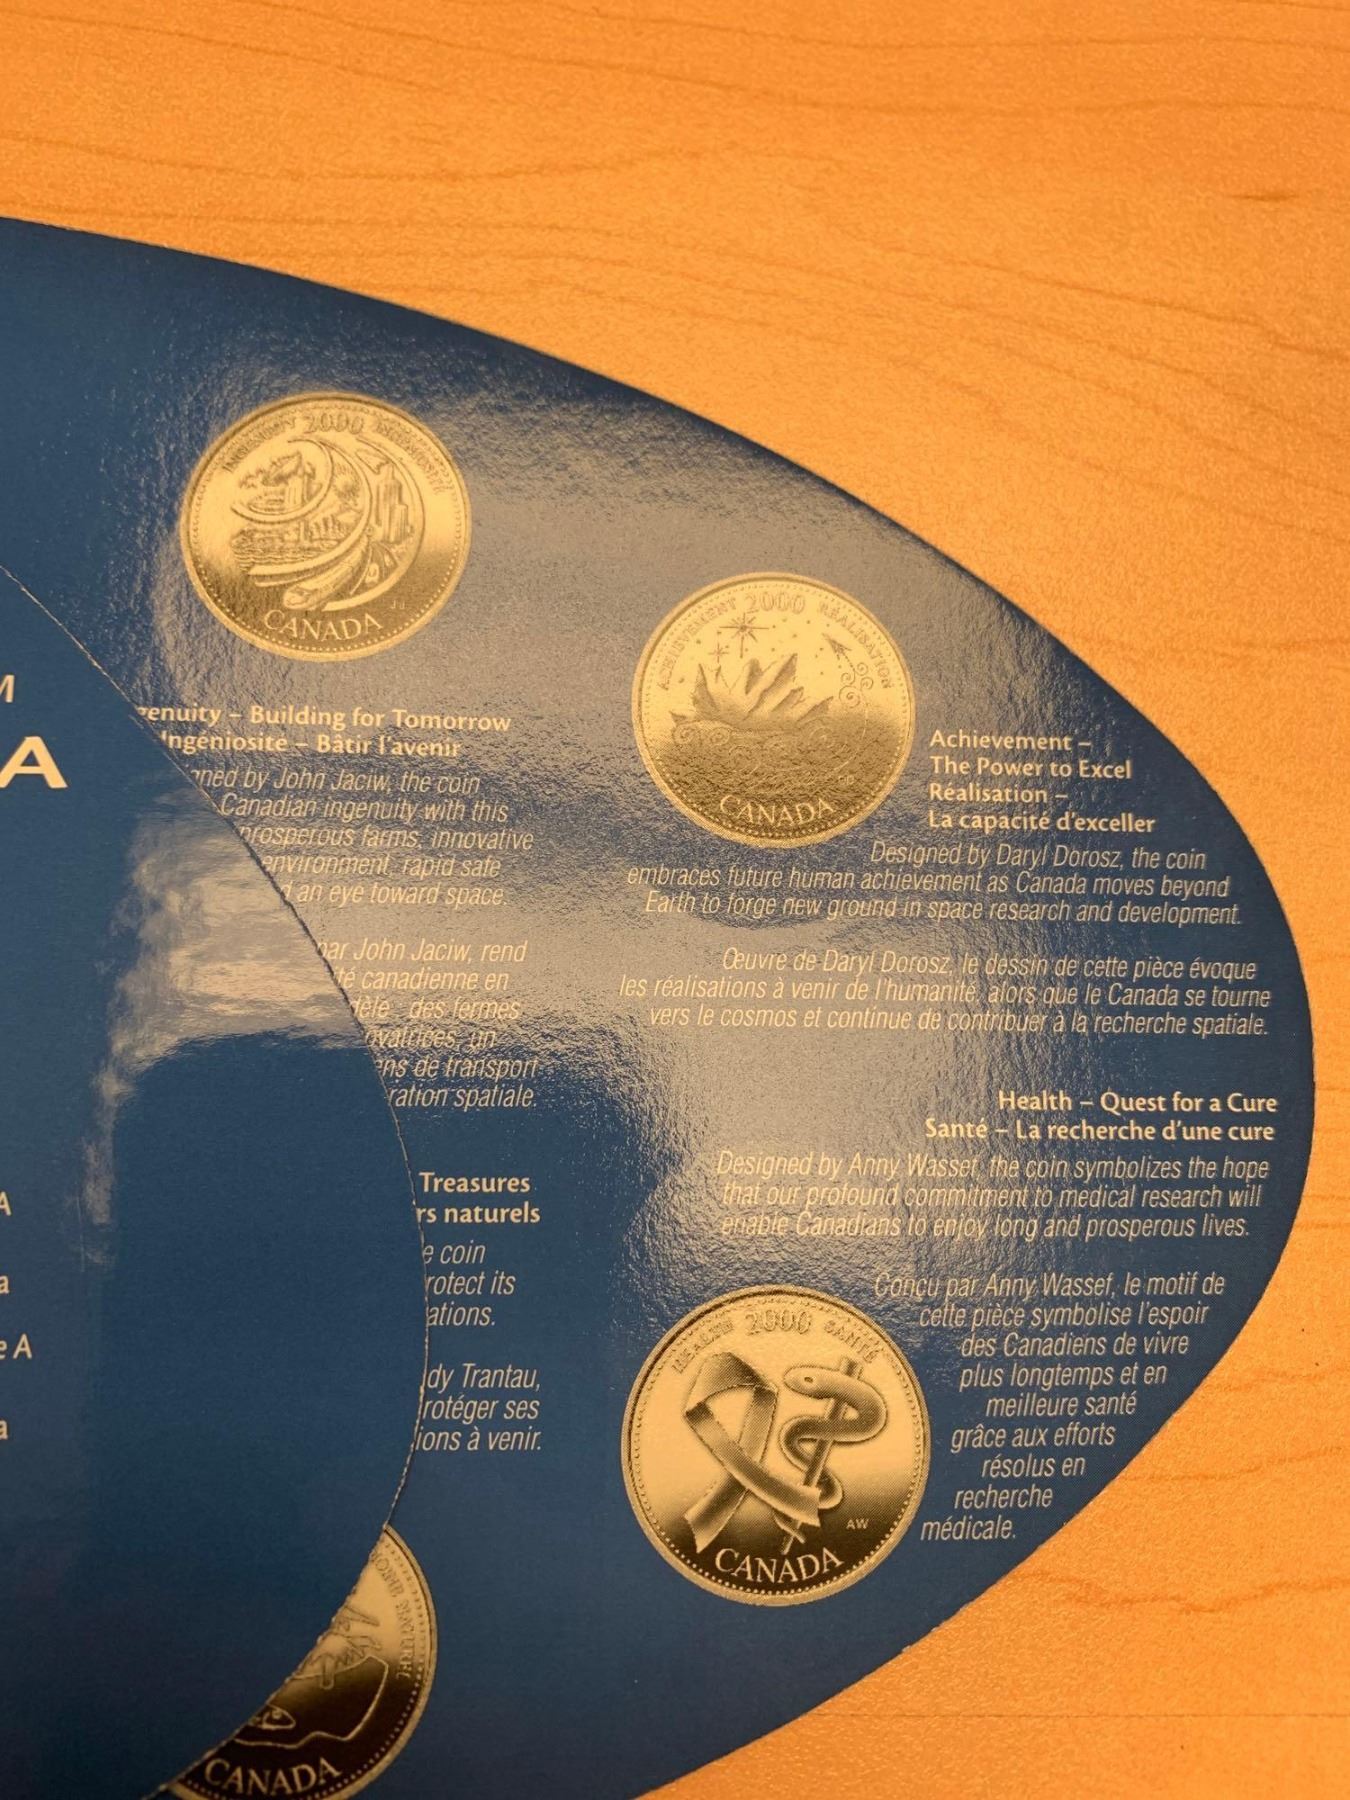 M
A
A
a
e A
a
INGENUITY 2000 INGÉNIOSITÉ
CANADA
JJ
genuity – Building for Tomorrow
Ingéniosite – Bâtir l'avenir
gned by John Jaciw, the coin
Canadian ingenuity with this
prosperous farms, innovative
environment, rapid safe
d an eye toward space.
par John Jaciw, rend
té canadienne en
dèle : des fermes
ovatrices, un
ens de transport
ration spatiale.
Treasures
rs naturels
e coin
rotect its
ations.
dy Trantau,
rotéger ses
ions à venir.
CANADA
ACHIEVEMENT 2000 RÉALISATION
CANADA
Achievement –
The Power to Excel
Réalisation –
La capacité d'exceller
Designed by Daryl Dorosz, the coin
embraces future human achievement as Canada moves beyond
Earth to forge new ground in space research and development.
Œuvre de Daryl Dorosz, le dessin de cette pièce évoque
les réalisations à venir de l'humanité, alors que le Canada se tourne
vers le cosmos et continue de contribuer à la recherche spatiale.
Health – Quest for a Cure
Santé – La recherche d'une cure
Designed by Anny Wassef, the coin symbolizes the hope
that our profound commitment to medical research will
enable Canadians to enjoy long and prosperous lives.
Conçu par Anny Wassef, le motif de
cette pièce symbolise l'espoir
des Canadiens de vivre
plus longtemps et en
meilleure santé
grâce aux efforts
résolus en
recherche
médicale.
HEALTH 2000 SANTÉ
AW
CANADA